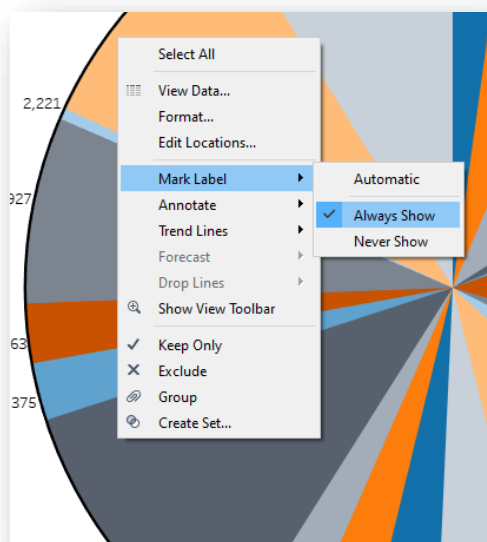 Select All
View Data...
2,221
Format...
Edit Locations...
Mark Label
Automatic
927
Annotate
Always Show
Trend Lines
Never Show
Forecast
Drop Lines
Show View Toolbar
63
Keep Only
Exclude
375
Group
Create Set...